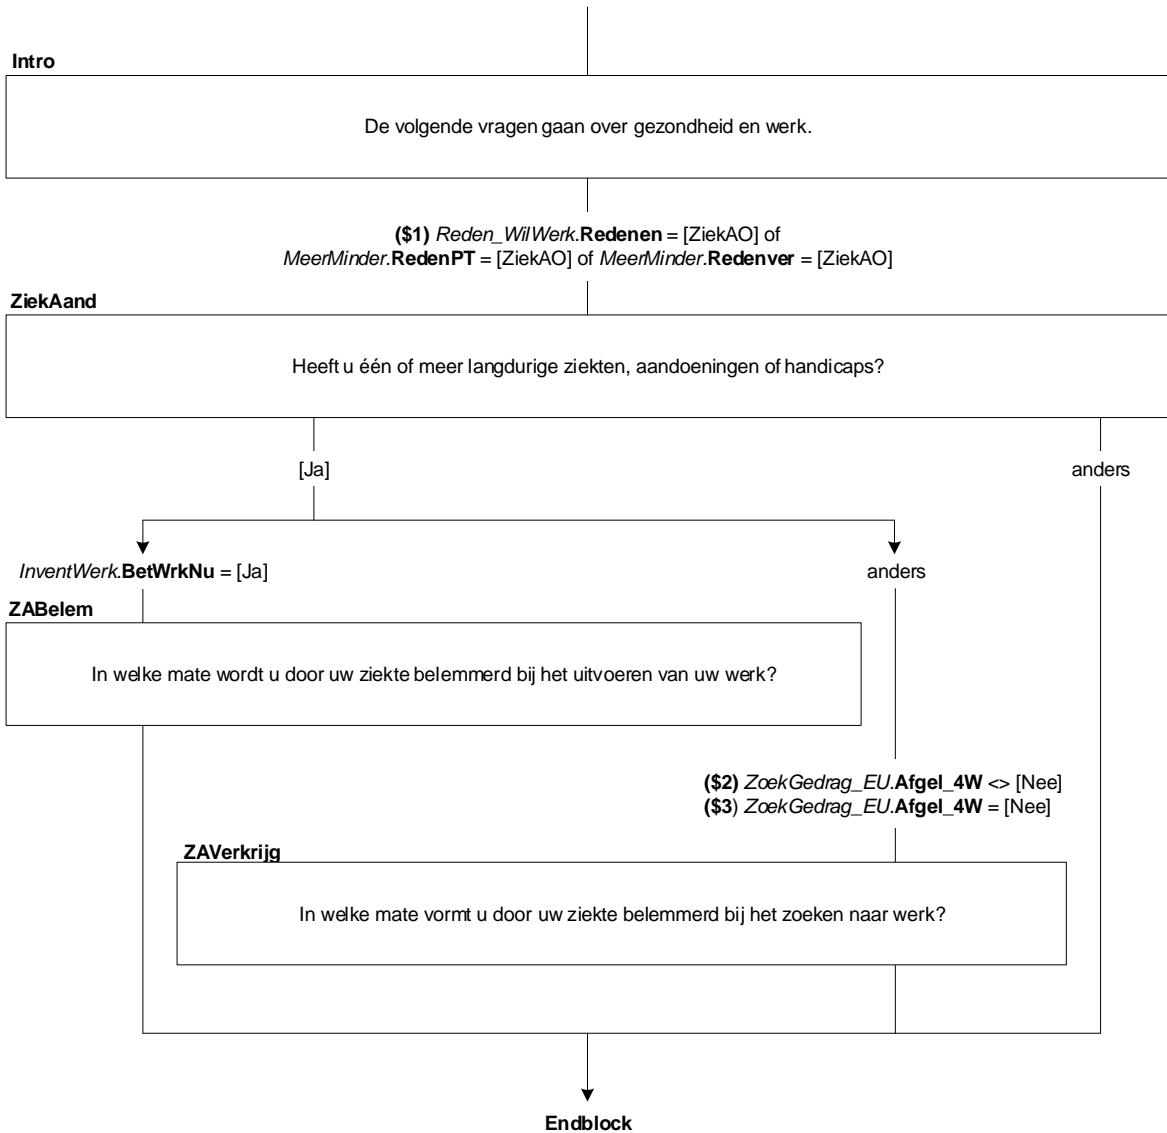 Intro
De volgende vragen gaan over gezondheid en werk.
($1) Reden_WilWerk.Redenen = [ZiekAO] of
MeerMinder.RedenPT = [ZiekAO] of MeerMinder.Redenver = [ZiekAO]
ZiekAand
Heeft u één of meer langdurige ziekten, aandoeningen of handicaps?
[Ja]
anders
InventWerk.BetWrkNu = [Ja]
anders
ZABelem
In welke mate wordt u door uw ziekte belemmerd bij het uitvoeren van uw werk?
($2) ZoekGedrag_EU.Afgel_4W <> [Nee]
($3) ZoekGedrag_EU.Afgel_4W = [Nee]
ZAVerkrijg
In welke mate vormt u door uw ziekte belemmerd bij het zoeken naar werk?
Endblock